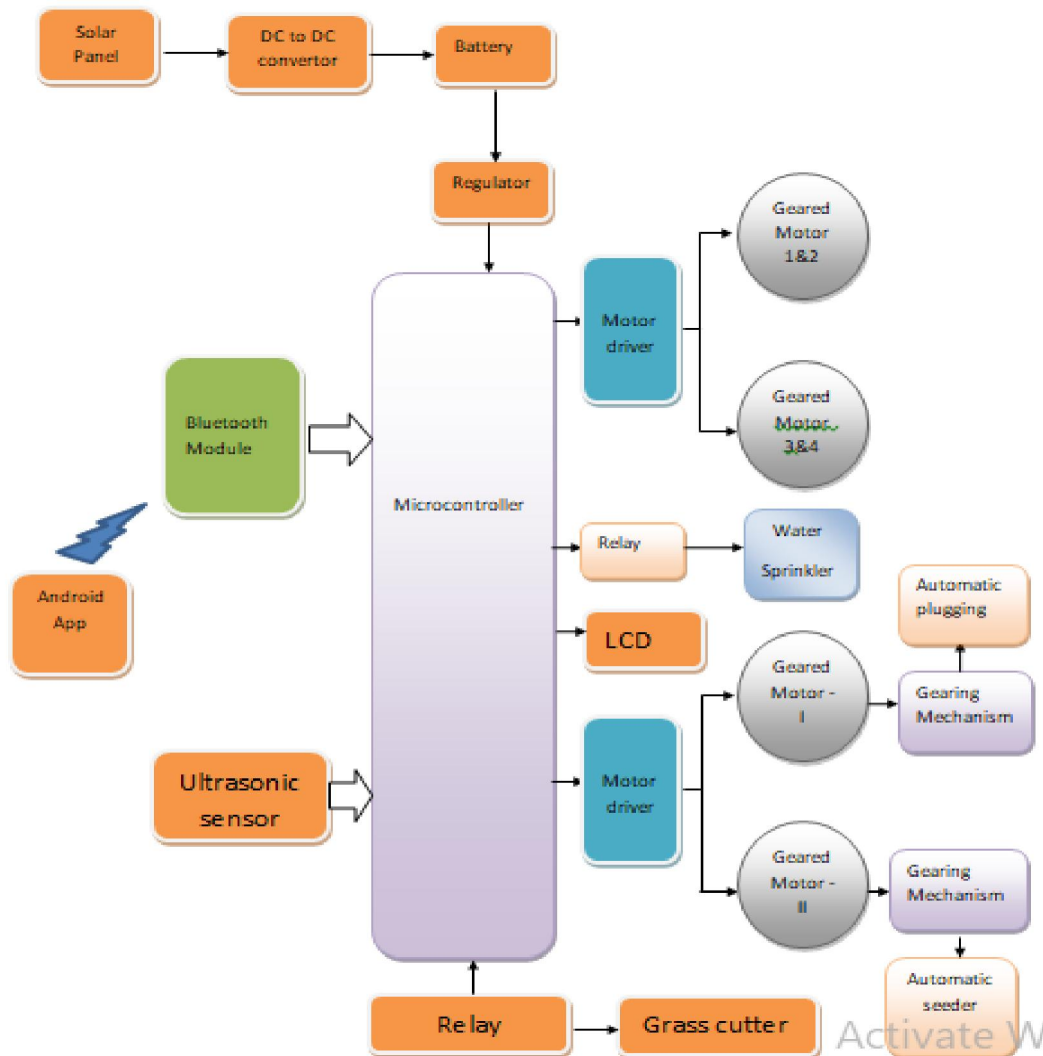 Solar
Panel
DC to DC
convertor
Battery
Regulator
Geared
Motor
1&2
Motor
driver
Geared
Motor
3&4
Bluetooth
Module
Microcontroller
Android
App
Relay
Water
Sprinkler
LCD
Automatic
plugging
Geared
Motor -
I
Gearing
Mechanism
Ultrasonic
sensor
Motor
driver
Geared
Motor -
II
Gearing
Mechanism
Automatic
seeder
Relay
Grass cutter
Activate W